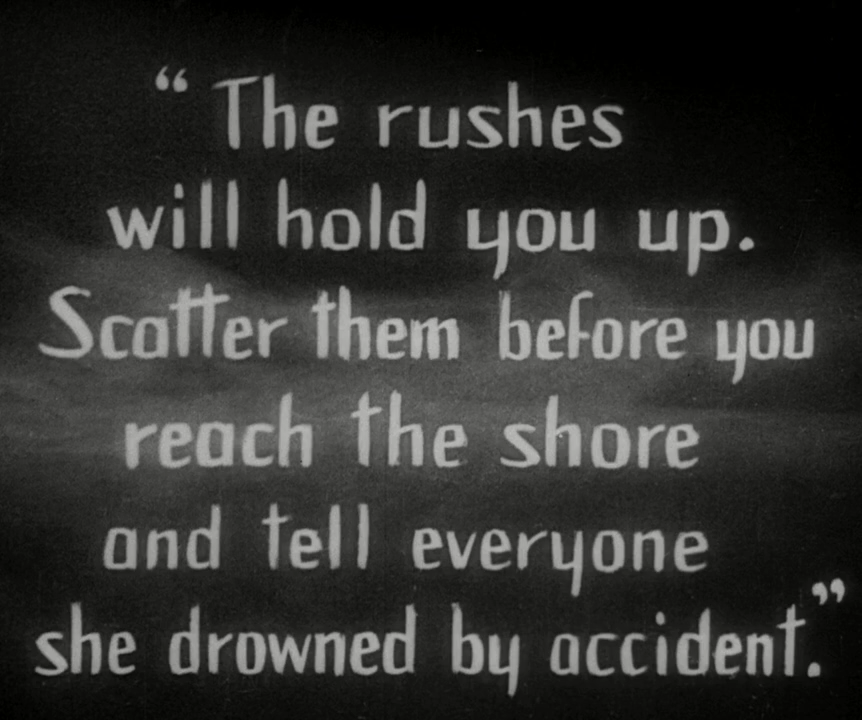 “The rushes
will hold you up.
Scatter them before you
reach the shore
and tell everyone
she drowned by accident.”